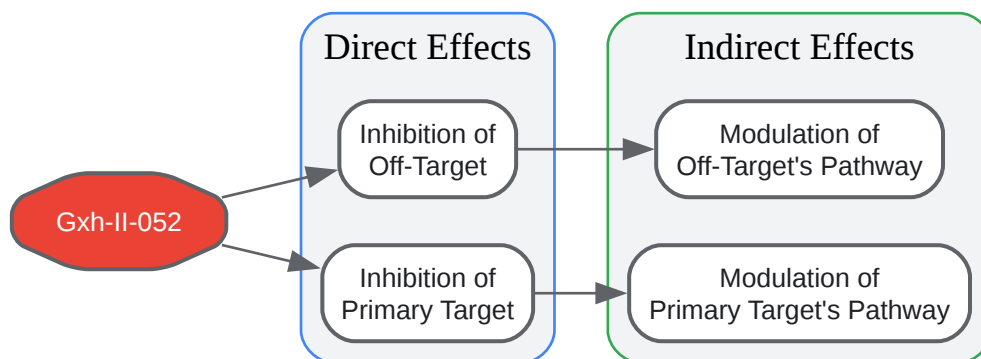 Direct Effects
Indirect Effects
Inhibition of
Off-Target
Modulation of
Off-Target's Pathway
Gxh-II-052
Inhibition of
Primary Target
Modulation of
Primary Target's Pathway